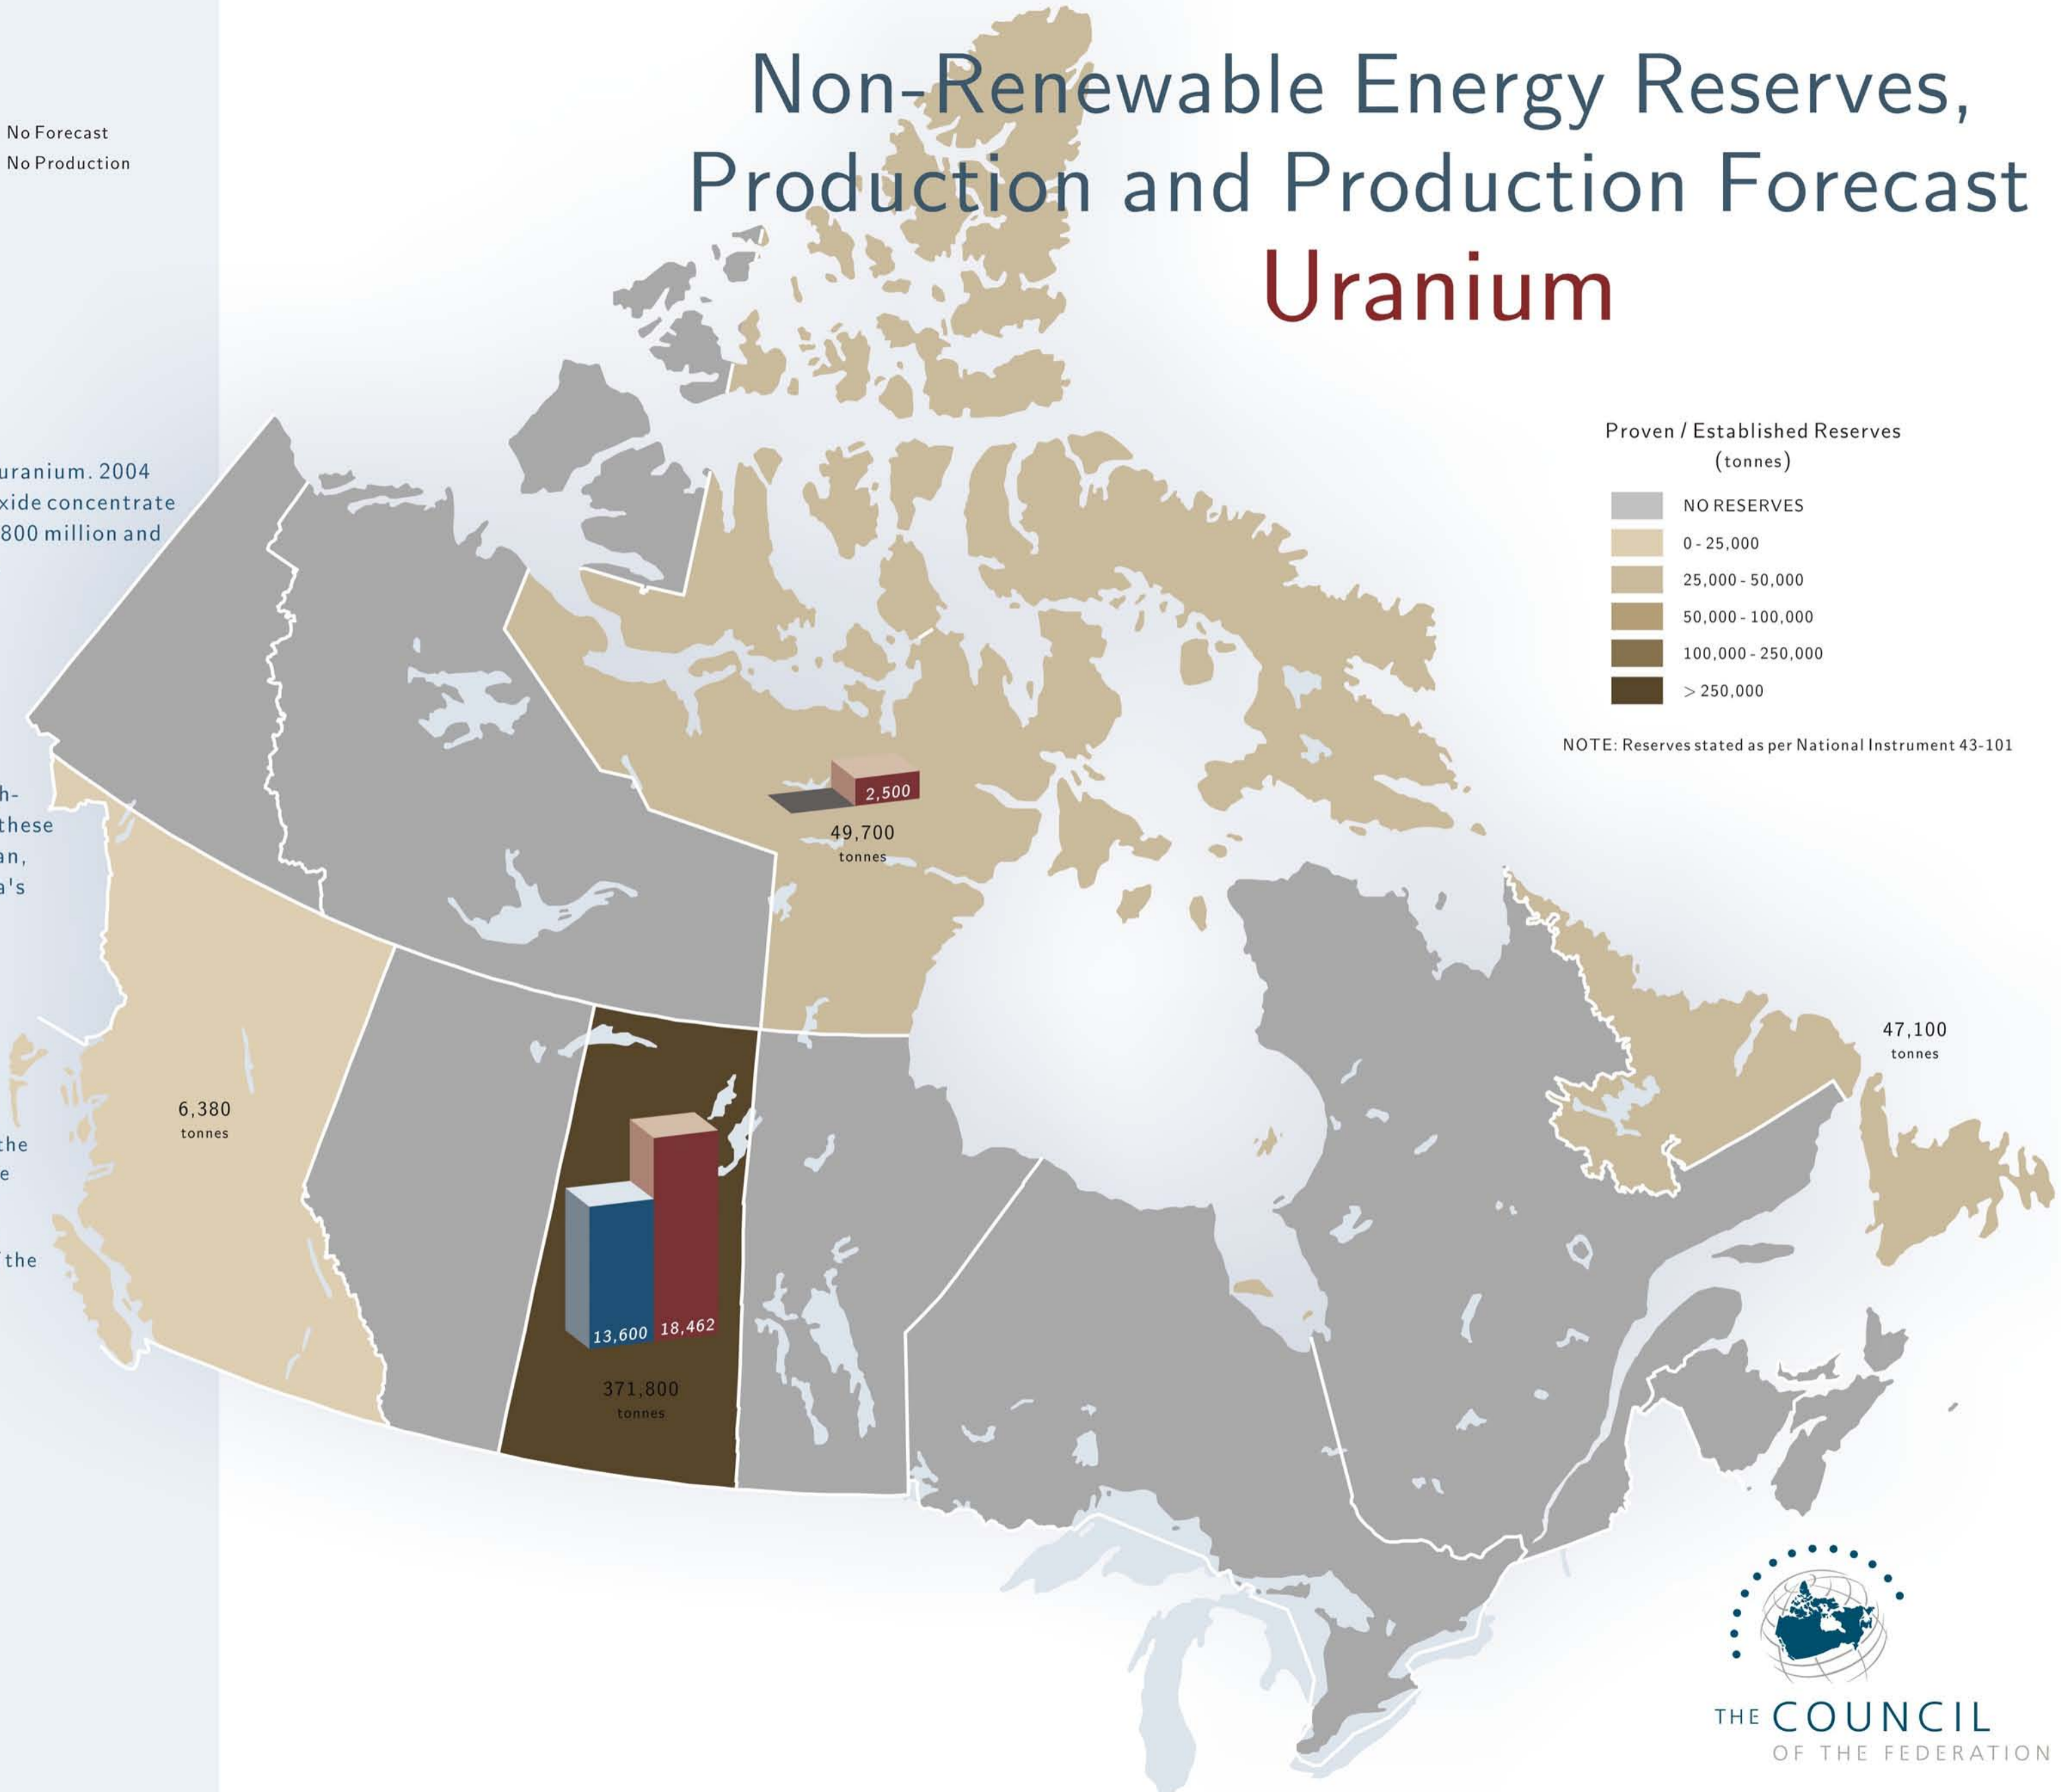 Non-Renewable Energy Reserves,
Production and Production Forecast
Uranium
No Forecast
No Production
uranium. 2004
xide concentrate
800 million and
h-
these
an,
a's
the
e
the
Proven / Established Reserves
(tonnes)
NO RESERVES
0 - 25,000
25,000 - 50,000
50,000 - 100,000
100,000 - 250,000
> 250,000
NOTE: Reserves stated as per National Instrument 43-101
2,500
49,700
tonnes
47,100
tonnes
6,380
tonnes
13,600 18,462
371,800
tonnes
THE COUNCIL
OF THE FEDERATION